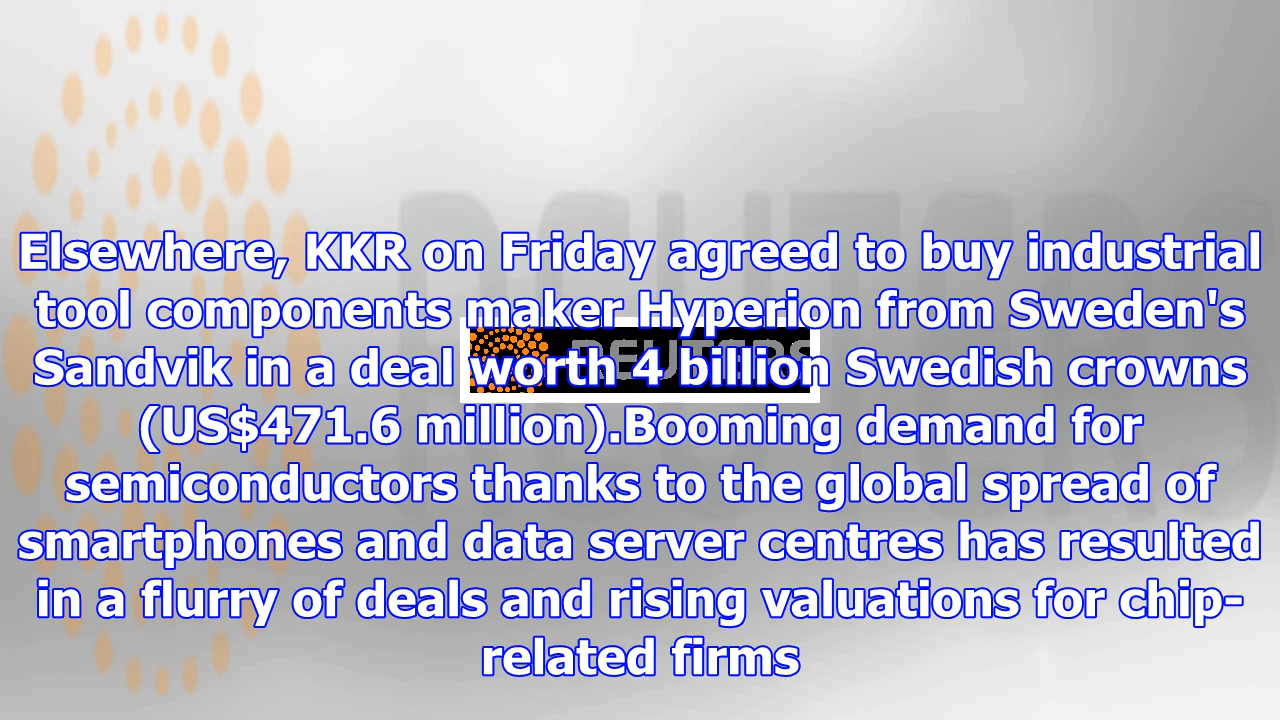 REUTERS
Elsewhere, KKR on Friday agreed to buy industrial
tool components maker Hyperion from Sweden's
Sandvik in a deal worth 4 billion Swedish crowns
REUTERS
(US$471.6 million).Booming demand for
semiconductors thanks to the global spread of
smartphones and data server centres has resulted
in a flurry of deals and rising valuations for chip-
related firms